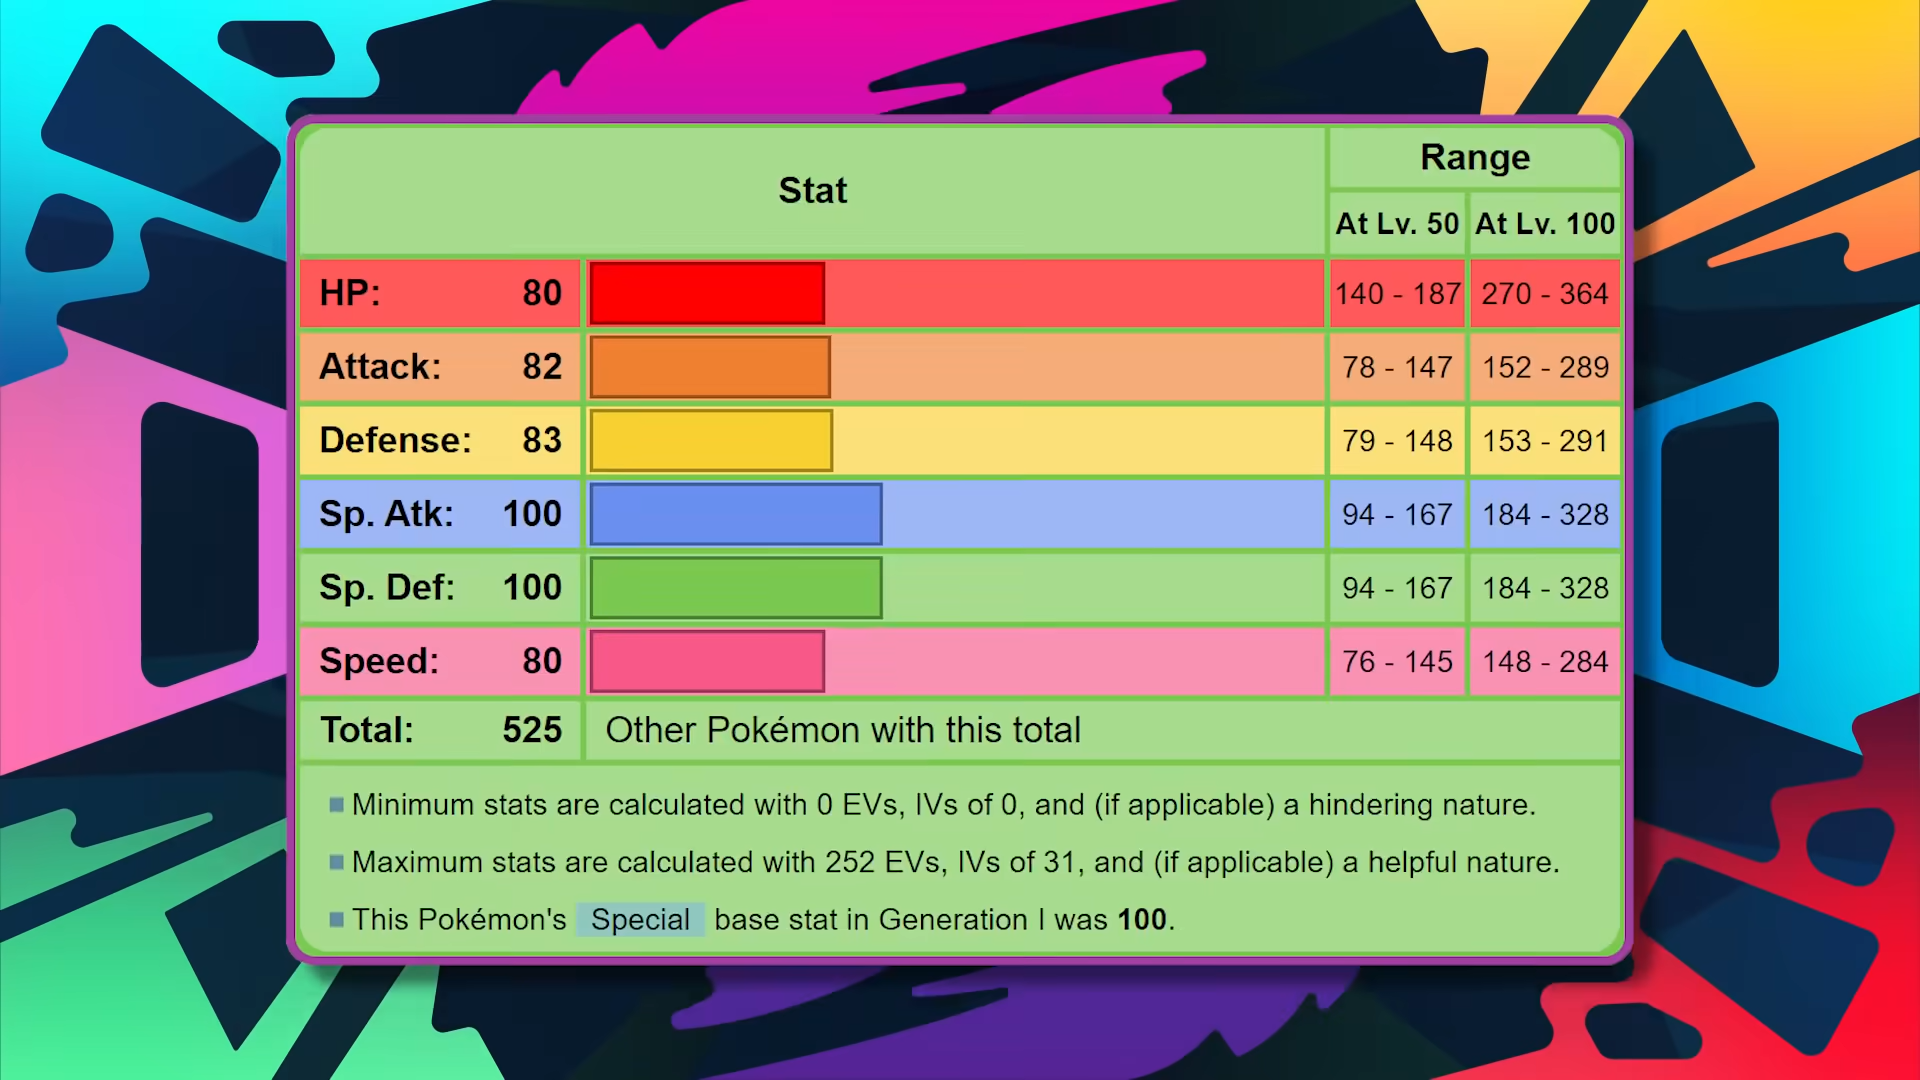 Stat
Range
At Lv. 50 At Lv. 100
HP: 80 140 - 187 270 - 364
Attack: 82 78 - 147 152 - 289
Defense: 83 79 - 148 153 - 291
Sp. Atk: 100 94 - 167 184 - 328
Sp. Def: 100 94 - 167 184 - 328
Speed: 80 76 - 145 148 - 284
Total: 525 Other Pokémon with this total
Minimum stats are calculated with 0 EVs, IVs of 0, and (if applicable) a hindering nature.
Maximum stats are calculated with 252 EVs, IVs of 31, and (if applicable) a helpful nature.
This Pokémon's Special base stat in Generation I was 100.